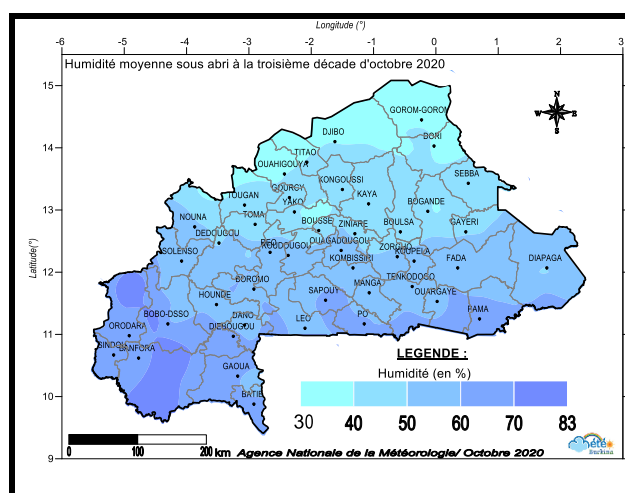 Longitude (°)
-6 -5 -4 -3 -2 -1 0 1 2 3
Humidité moyenne sous abri à la troisième décade d'octobre 2020
15
GOROM-GOROM
N
W E
S
DJIBO
DORI
14
TITAO
OUAHIGOUYA
KONGOUSSI
SEBBA
GOURCY
TOUGAN
YAKO
KAYA
BOGANDE
13
NOUNA
TOMA
BOUSSE
ZINIARE
BOULSA
GAYERI
DEDOUGOU
REO
KOUDOUGOU
OUAGADOUGOU
ZORGHO
KOUPELA
Latitude(°)
SOLENSO
KOMBISSIRI
FADA
DIAPAGA
12
BOROMO
TENKODOGO
HOUNDE
SAPOUY
MANGA
OUARGAYE
BOBO-DSSO
DANO
LEO
PO
PAMA
ORODARA
DIEBOUGOU
11
SINDOU
BANFORA
LEGENDE :
GAOUA
Humidité (en %)
BATIE
10
30 40 50 60 70 83
0 100 200 km
Agence Nationale de la Météorologie/ Octobre 2020
météo
Burkina
9